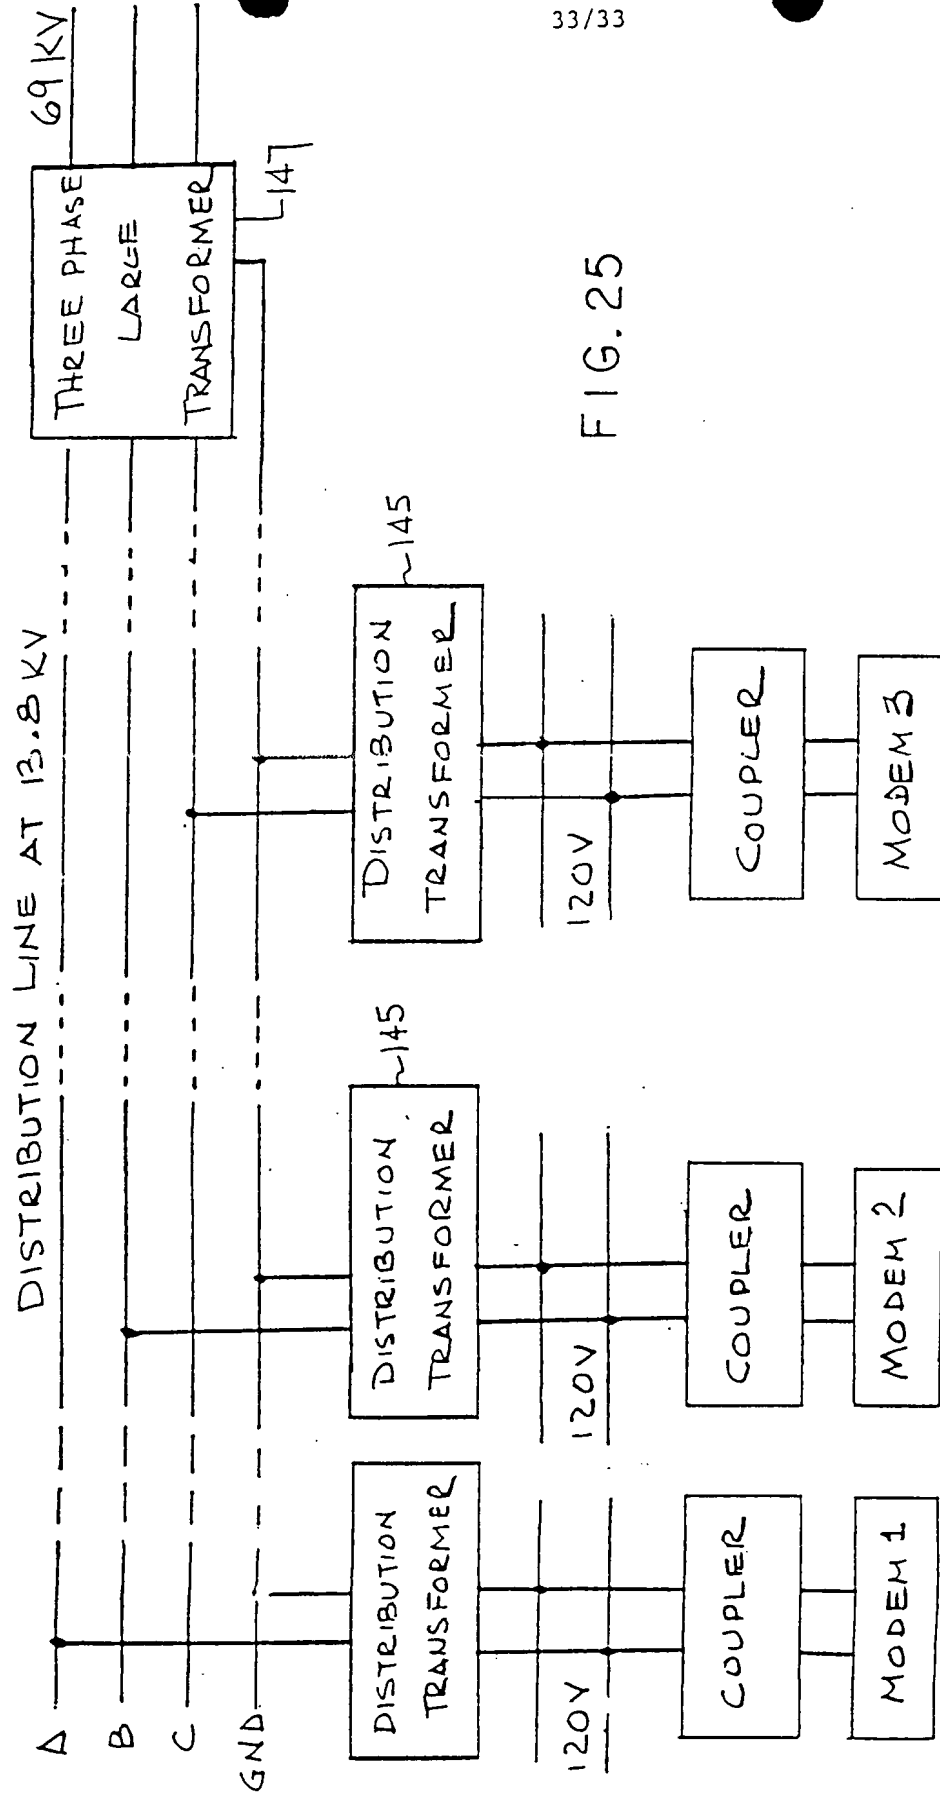 33/33
DISTRIBUTION LINE AT 13.8 KV
69 KV
A
B
C
GND
THREE PHASE
LARGE
TRANSFORMER
147
DISTRIBUTION
TRANSFORMER
DISTRIBUTION
TRANSFORMER
145
DISTRIBUTION
TRANSFORMER
145
120V
120V
120V
COUPLER
COUPLER
COUPLER
MODEM 1
MODEM 2
MODEM 3
FIG. 25